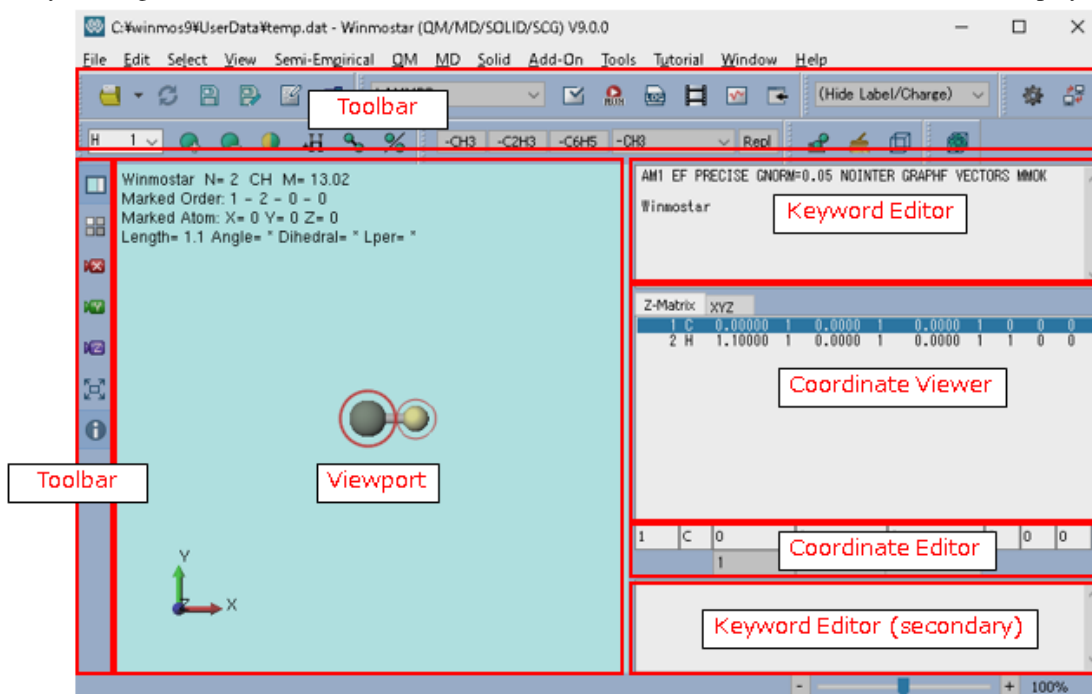 C:¥winmos9¥UserData¥temp.dat - Winmostar (QM/MD/SOLID/SCG) V9.0.0
File Edit Select View Semi-Empirical QM MD Solid Add-On Tools Tutorial Window Help
Toolbar
(Hide Label/Charge)
H 1 -CH3 -C2H3 -C6H5 -CH3 Repl
Winmostar N= 2 CH M= 13.02
Marked Order: 1 - 2 - 0 - 0
Marked Atom: X= 0 Y= 0 Z= 0
Length= 1.1 Angle= * Dihedral= * Lper= *
AM1 EF PRECISE GNORM=0.05 NOINTER GRAPHF VECTORS MMOK
Winmostar
Keyword Editor
Z-Matrix XYZ
1 C 0.00000 1 0.0000 1 0.0000 1 0 0 0
2 H 1.10000 1 0.0000 1 0.0000 1 1 0 0
Coordinate Viewer
Toolbar
Viewport
1 C 0 0 0
1
Coordinate Editor
Y
Z
X
Keyword Editor (secondary)
- + 100%